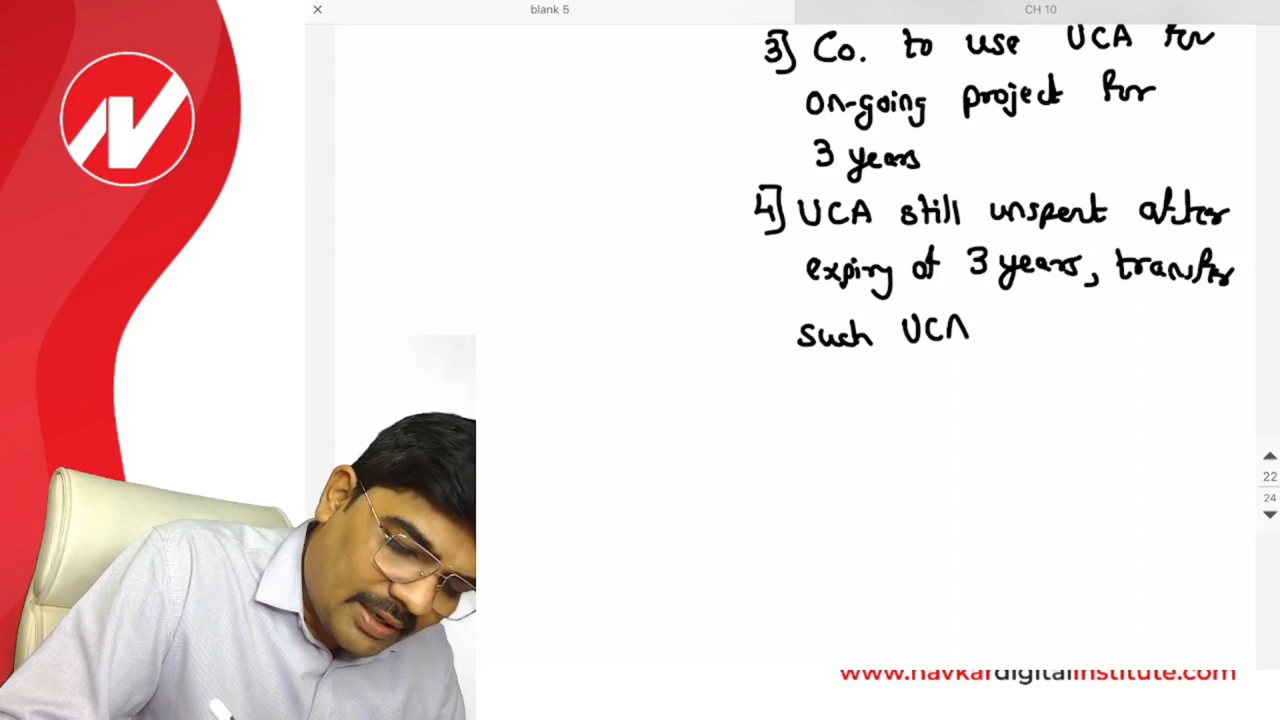 blank 5
CH 10
3] Co. to use UCA for
on-going project for
3 years
4] UCA still unspent after
expiry of 3 years, transfer
such UCA
22
24
www.navkardigitalinstitute.com